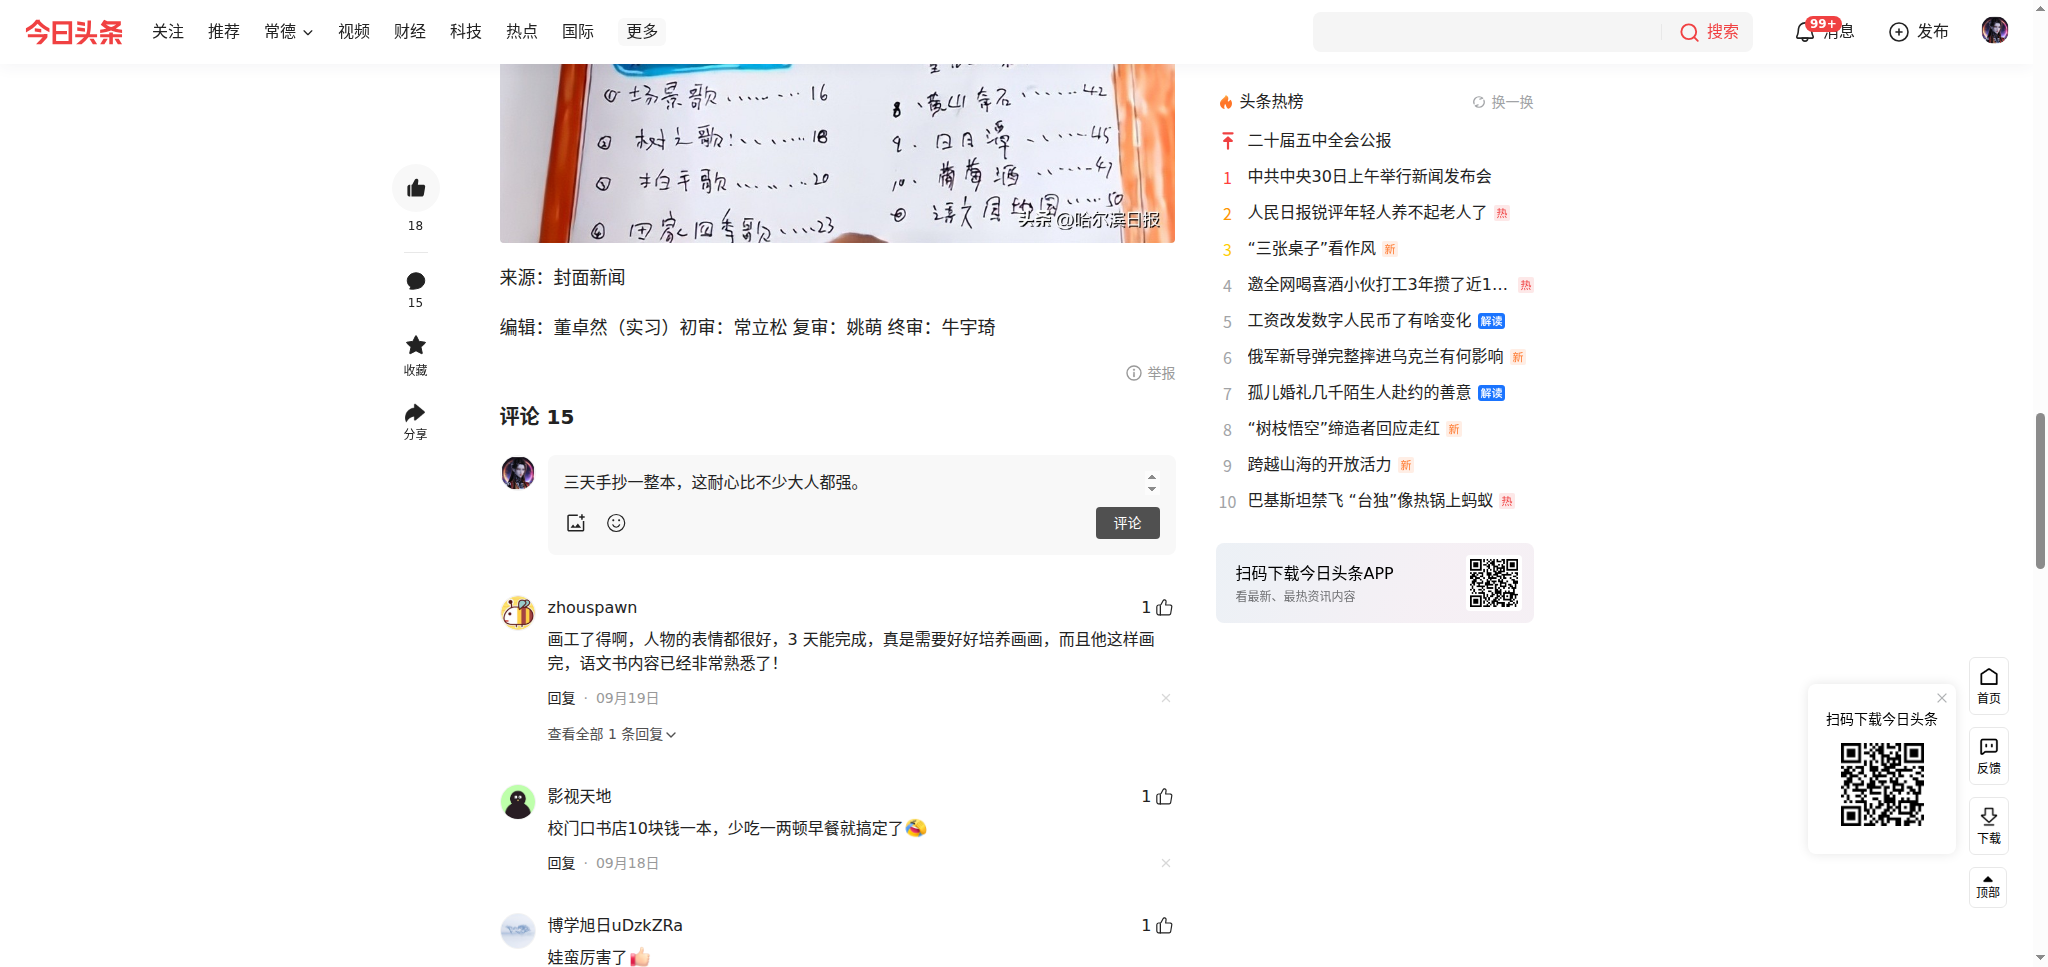 今日头条 关注 推荐 常德 视频 财经 科技 热点 国际 更多 搜索 99+ 消息 发布
① 场景歌……… 16
② 树之歌………18
③ 拍手歌………20
④ 田家四季歌……23
8、黄山奇石………42
9、日月潭………45
10、葡萄酒………47
语文园地四……50
头条 @哈尔滨日报
18
15
收藏
分享
来源：封面新闻
编辑：董卓然（实习）初审：常立松 复审：姚萌 终审：牛宇琦
举报
评论 15
三天手抄一整本，这耐心比不少大人都强。
评论
zhouspawn
1
画工了得啊，人物的表情都很好，3 天能完成，真是需要好好培养画画，而且他这样画
完，语文书内容已经非常熟悉了！
回复 · 09月19日
查看全部 1 条回复
影视天地
1
校门口书店10块钱一本，少吃一两顿早餐就搞定了
回复 · 09月18日
博学旭日uDzkZRa
1
娃蛮厉害了
头条热榜 换一换
二十届五中全会公报
1 中共中央30日上午举行新闻发布会
2 人民日报锐评年轻人养不起老人了 热
3 “三张桌子”看作风 新
4 邀全网喝喜酒小伙打工3年攒了近1... 热
5 工资改发数字人民币了有啥变化 解读
6 俄军新导弹完整摔进乌克兰有何影响 新
7 孤儿婚礼几千陌生人赴约的善意 解读
8 “树枝悟空”缔造者回应走红 新
9 跨越山海的开放活力 新
10 巴基斯坦禁飞 “台独”像热锅上蚂蚁 热
扫码下载今日头条APP
看最新、最热资讯内容
扫码下载今日头条
首页
反馈
下载
顶部